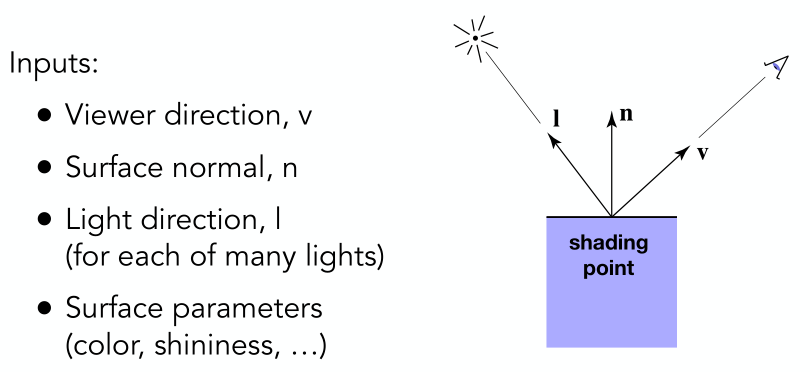 Inputs:
• Viewer direction, v
• Surface normal, n
• Light direction, l
(for each of many lights)
• Surface parameters
(color, shininess, …)
l
n
v
shading
point